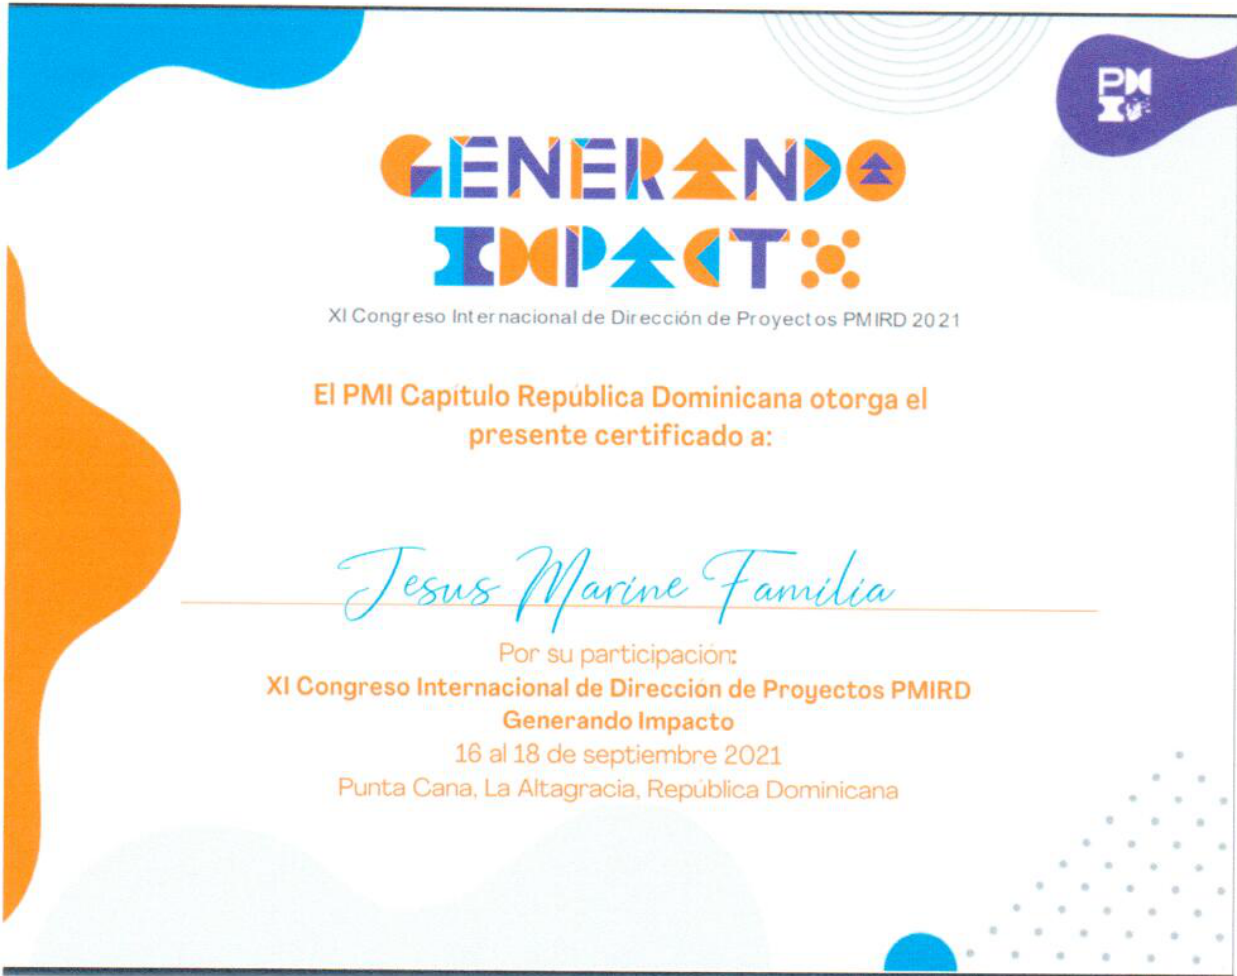 PMI
GENERANDO
IMPACTO
XI Congreso Internacional de Dirección de Proyectos PMIRD 2021
El PMI Capítulo República Dominicana otorga el
presente certificado a:
Jesus Marine Familia
Por su participación:
XI Congreso Internacional de Dirección de Proyectos PMIRD
Generando Impacto
16 al 18 de septiembre 2021
Punta Cana, La Altagracia, República Dominicana